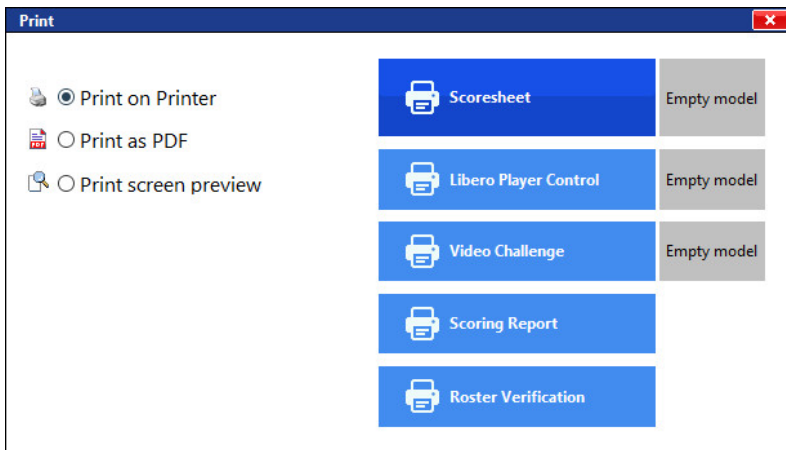 Print
Print on Printer
Print as PDF
Print screen preview
Scoresheet
Empty model
Libero Player Control
Empty model
Video Challenge
Empty model
Scoring Report
Roster Verification